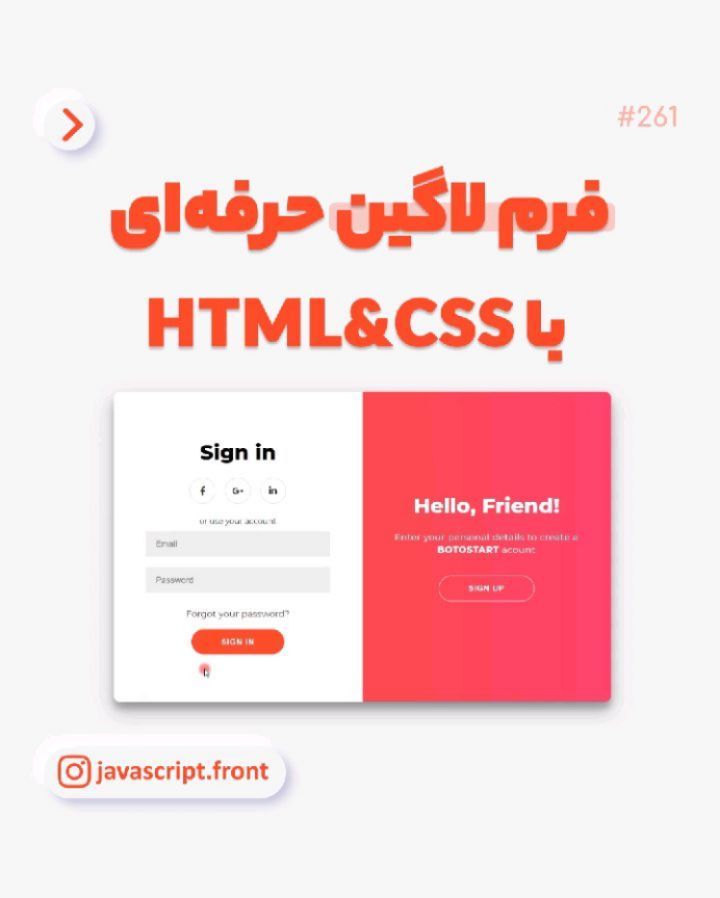 #261
فرم لاگین حرفه‌ای
با HTML&CSS
Sign in
f
G+
in
or use your account
Email
Password
Forgot your password?
SIGN IN
Hello, Friend!
Enter your personal details to create a
BOTOSTART acount
SIGN UP
javascript.front